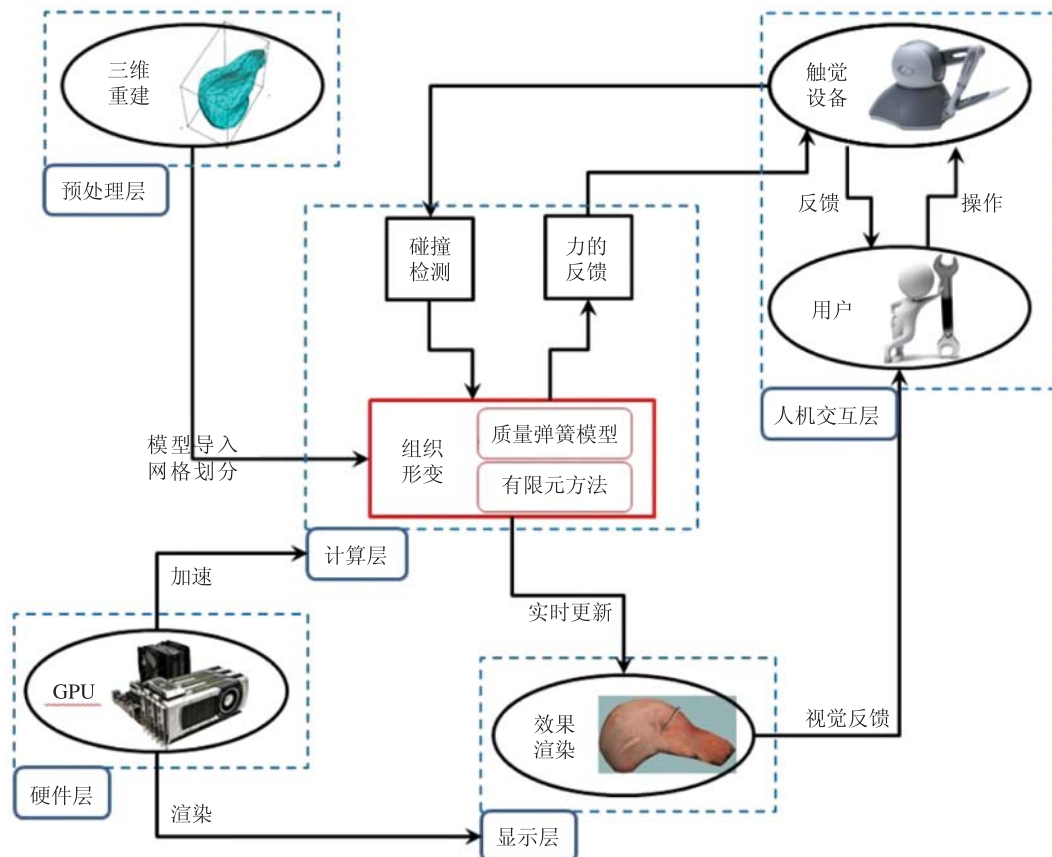 三维
重建
预处理层
触觉
设备
反馈
操作
用户
人机交互层
碰撞
检测
力的
反馈
模型导入
网格划分
组织
形变
质量弹簧模型
有限元方法
计算层
加速
GPU
硬件层
渲染
实时更新
效果
渲染
视觉反馈
显示层